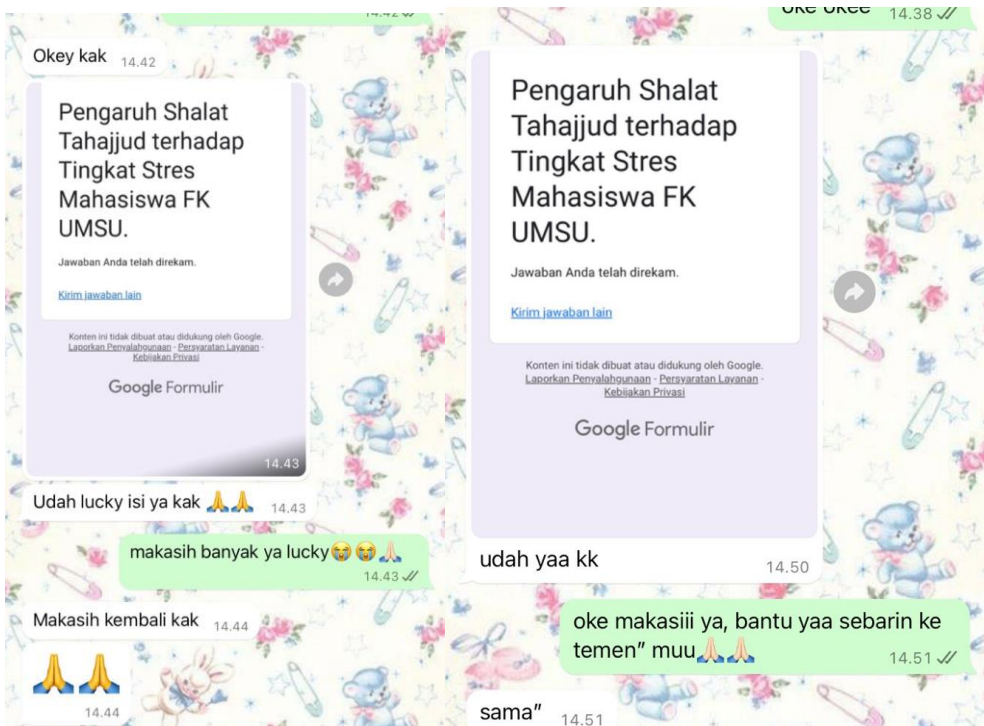 14.42
Okey kak 14.42
Pengaruh Shalat
Tahajjud terhadap
Tingkat Stres
Mahasiswa FK
UMSU.
Jawaban Anda telah direkam.
Kirim jawaban lain
Konten ini tidak dibuat atau didukung oleh Google.
Laporkan Penyalahgunaan - Persyaratan Layanan -
Kebijakan Privasi
Google Formulir
14.43
Udah lucky isi ya kak 🙏🙏 14.43
makasih banyak ya lucky😭😭🙏🏻
14.43
Makasih kembali kak 14.44
🙏🙏
14.44
oke okee 14.38
Pengaruh Shalat
Tahajjud terhadap
Tingkat Stres
Mahasiswa FK
UMSU.
Jawaban Anda telah direkam.
Kirim jawaban lain
Konten ini tidak dibuat atau didukung oleh Google.
Laporkan Penyalahgunaan - Persyaratan Layanan -
Kebijakan Privasi
Google Formulir
udah yaa kk 14.50
oke makasiii ya, bantu yaa sebarin ke
temen” muu🙏🏻🙏🏻 14.51
sama” 14.51